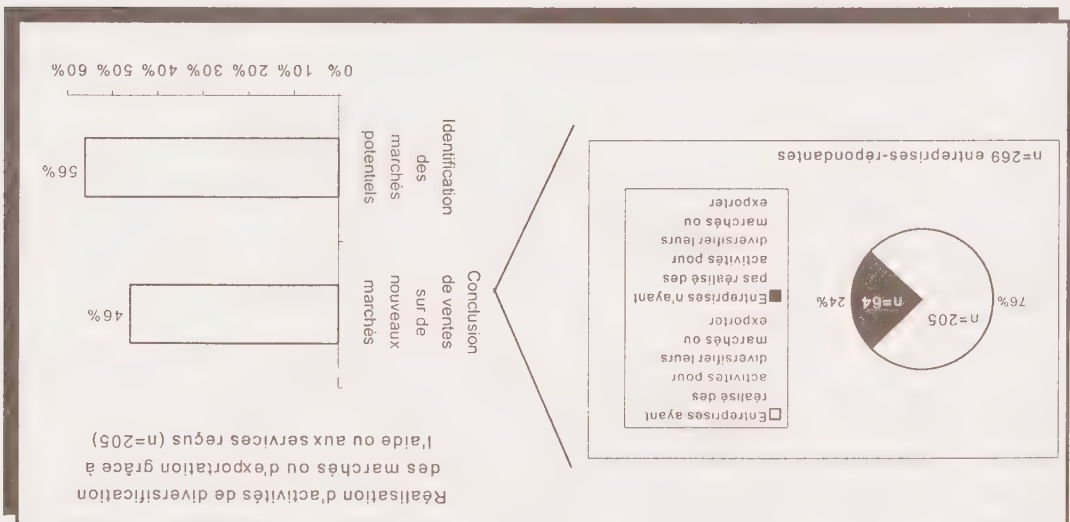 Réalisation d'activités de diversification
des marchés ou d'exportation grâce à
l'aide ou aux services reçus (n=205)
76%
n=205
n=64
24%
Entreprises ayant
réalisé des
activités pour
diversifier leurs
marchés ou
exporter
Entreprises n'ayant
pas réalisé des
activités pour
diversifier leurs
marchés ou
exporter
n=269 entreprises-répondantes
Conclusion
de ventes
sur de
nouveaux
marchés
46%
Identification
des
marchés
potentiels
56%
0% 10% 20% 30% 40% 50% 60%